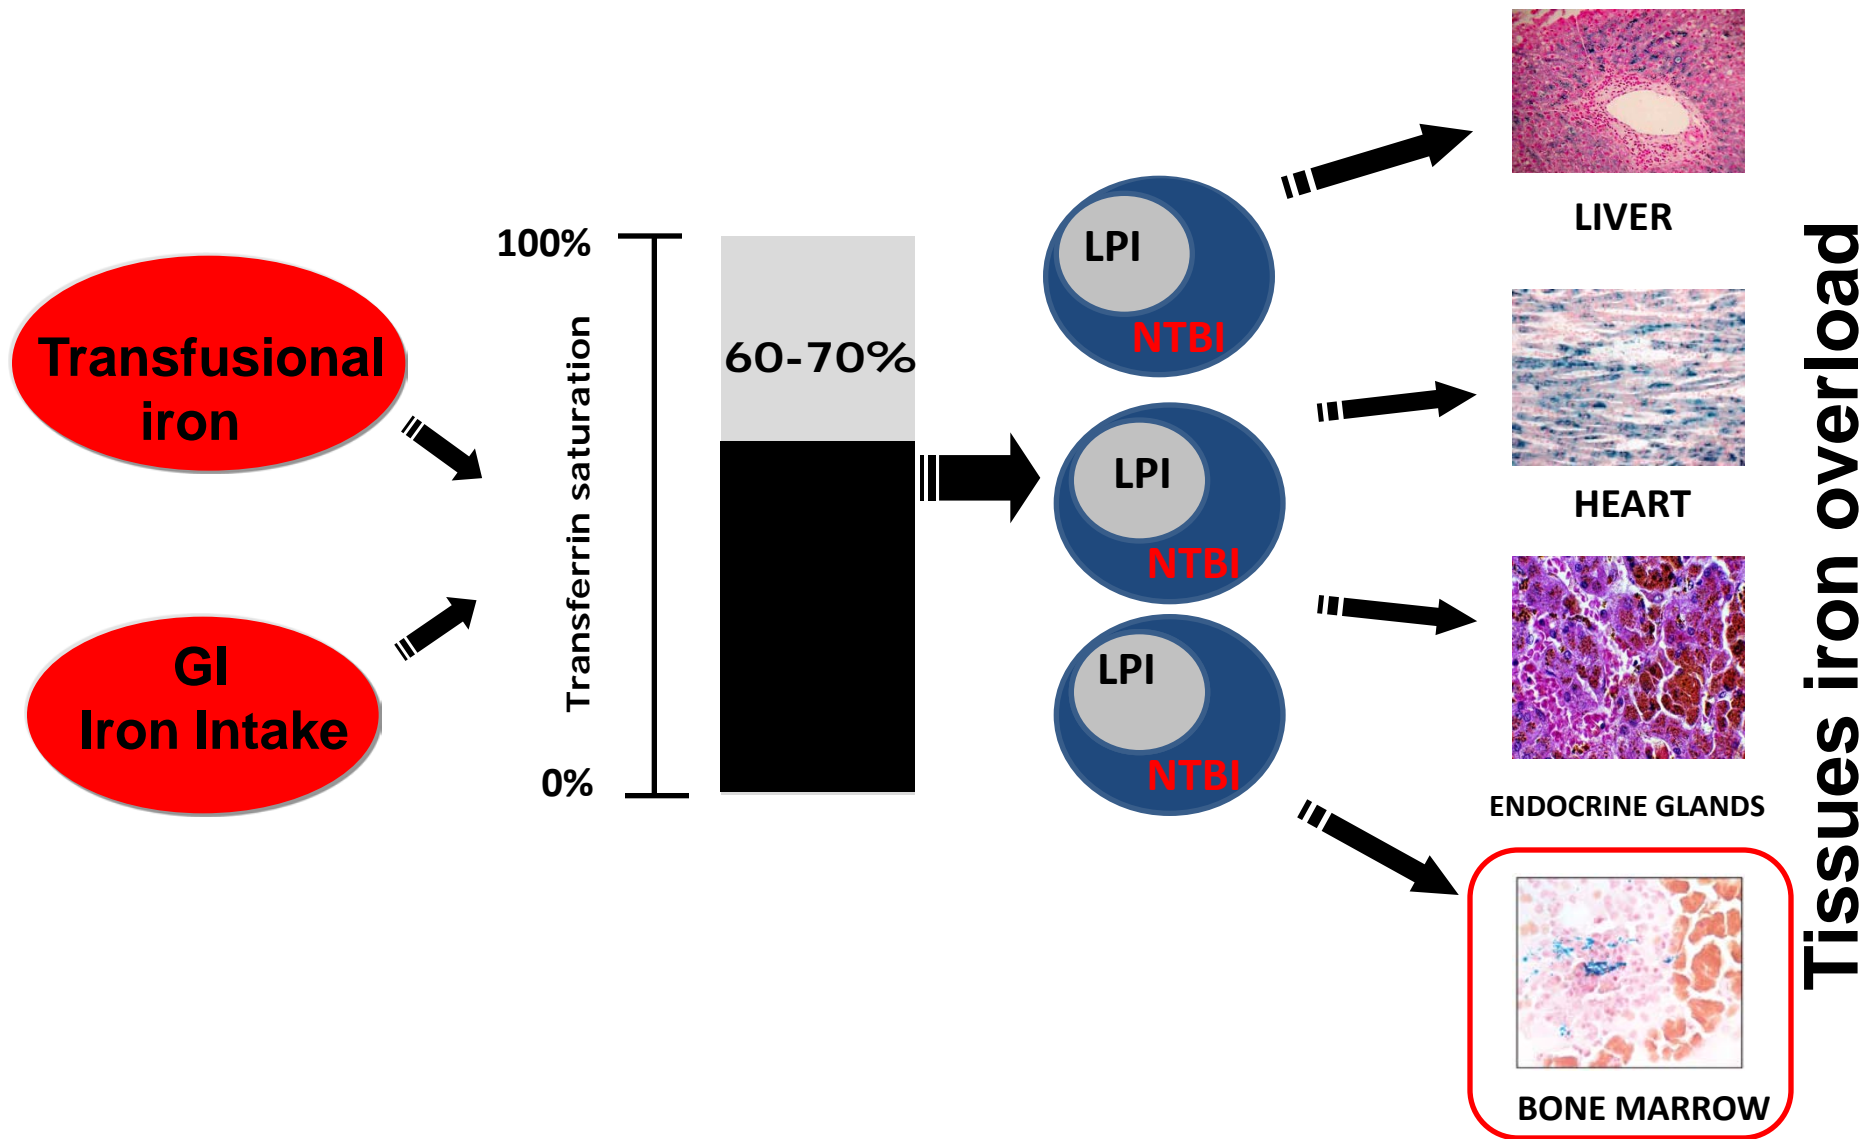 Transfusional
iron
GI
Iron Intake
100%
Transferrin saturation
0%
60-70%
LPI
NTBI
LPI
NTBI
LPI
NTBI
LIVER
HEART
ENDOCRINE GLANDS
BONE MARROW
Tissues iron overload